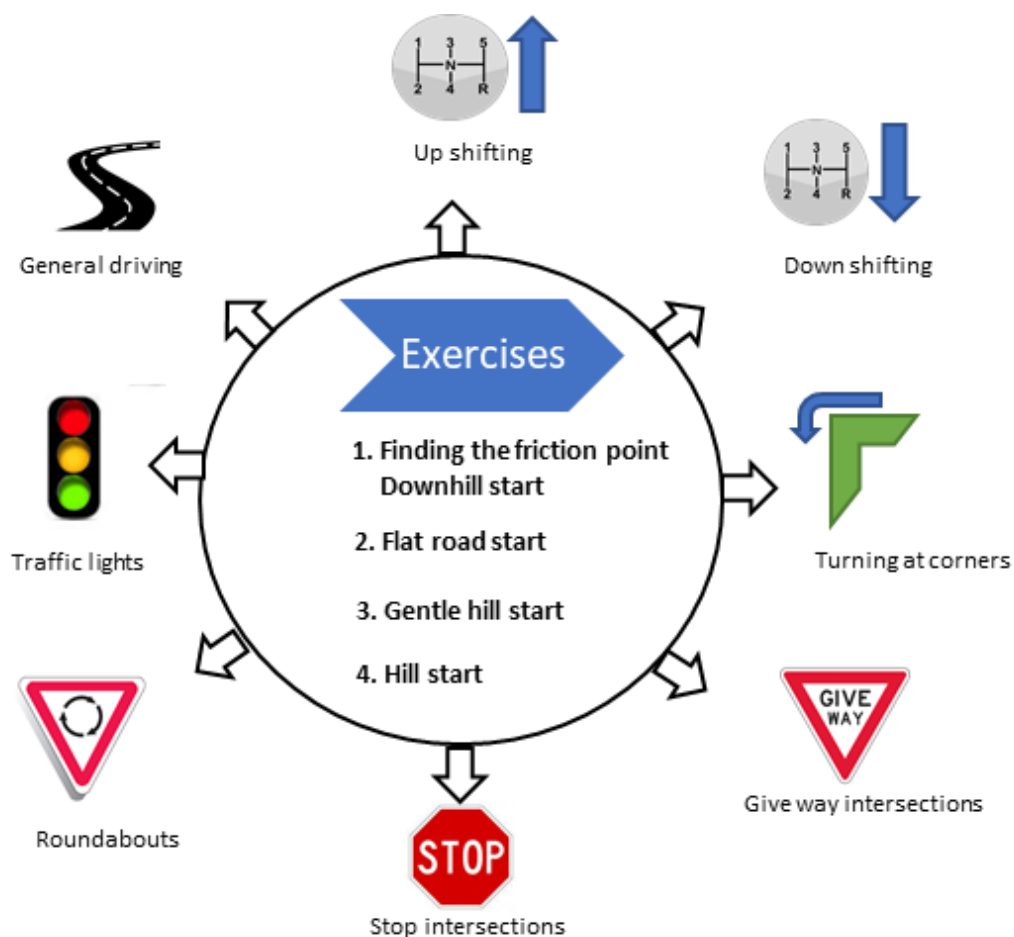 1 3 5
N
2 4 R
Up shifting
1 3 5
N
2 4 R
Down shifting
General driving
Exercises
1. Finding the friction point
Downhill start
2. Flat road start
3. Gentle hill start
4. Hill start
Traffic lights
Turning at corners
GIVE
WAY
Give way intersections
Roundabouts
STOP
Stop intersections